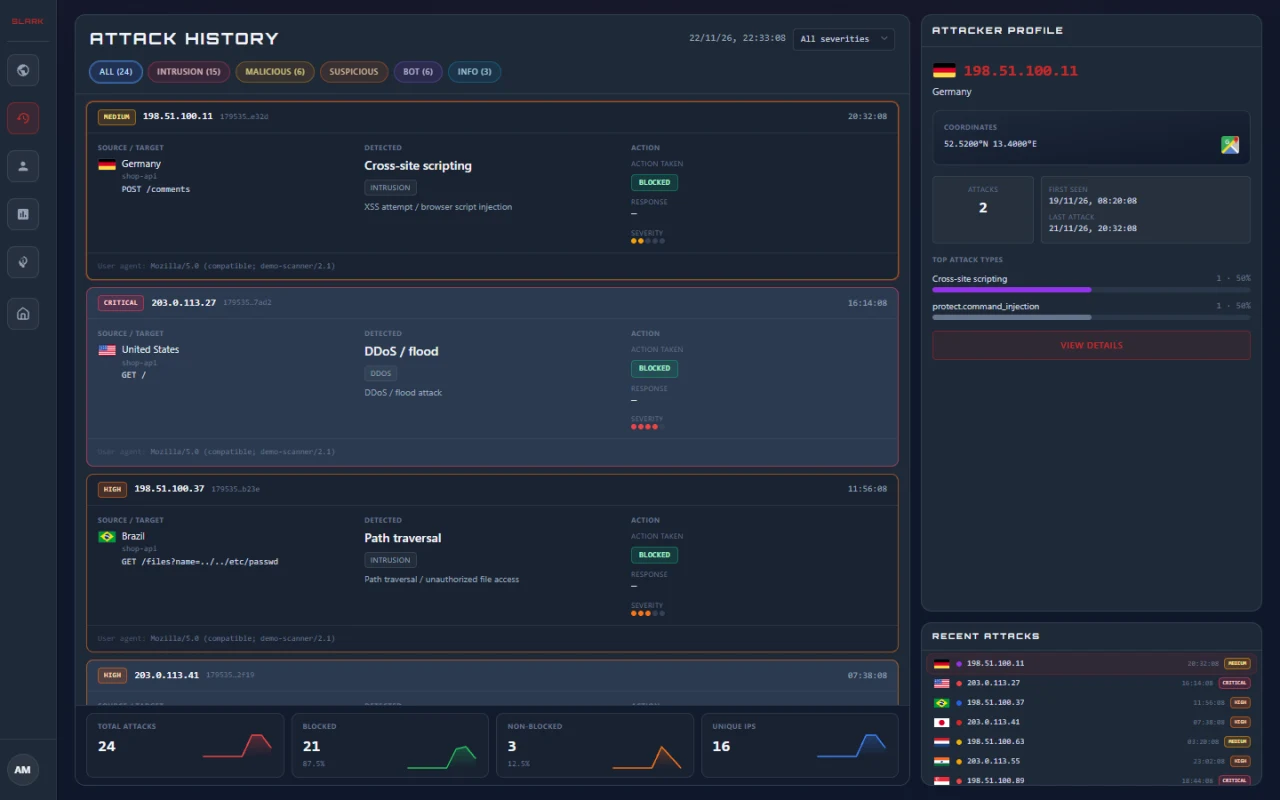 SLARK
ATTACK HISTORY
22/11/26, 22:33:08
All severities
ALL (24)
INTRUSION (15)
MALICIOUS (6)
SUSPICIOUS
BOT (6)
INFO (3)
MEDIUM 198.51.100.11 179535…e32d 20:32:08
SOURCE / TARGET
Germany
shop-api
POST /comments
DETECTED
Cross-site scripting
INTRUSION
XSS attempt / browser script injection
ACTION
ACTION TAKEN
BLOCKED
RESPONSE
—
SEVERITY
User agent: Mozilla/5.0 (compatible; demo-scanner/2.1)
CRITICAL 203.0.113.27 179535…7ad2 16:14:08
SOURCE / TARGET
United States
shop-api
GET /
DETECTED
DDoS / flood
DDOS
DDoS / flood attack
ACTION
ACTION TAKEN
BLOCKED
RESPONSE
—
SEVERITY
User agent: Mozilla/5.0 (compatible; demo-scanner/2.1)
HIGH 198.51.100.37 179535…b23e 11:56:08
SOURCE / TARGET
Brazil
shop-api
GET /files?name=../../etc/passwd
DETECTED
Path traversal
INTRUSION
Path traversal / unauthorized file access
ACTION
ACTION TAKEN
BLOCKED
RESPONSE
—
SEVERITY
User agent: Mozilla/5.0 (compatible; demo-scanner/2.1)
HIGH 203.0.113.41 179535…2f19 07:38:08
TOTAL ATTACKS
24
BLOCKED
21
87.5%
NON-BLOCKED
3
12.5%
UNIQUE IPS
16
AM
ATTACKER PROFILE
198.51.100.11
Germany
COORDINATES
52.5200°N 13.4000°E
ATTACKS
2
FIRST SEEN
19/11/26, 08:20:08
LAST ATTACK
21/11/26, 20:32:08
TOP ATTACK TYPES
Cross-site scripting 1 · 50%
protect.command_injection 1 · 50%
VIEW DETAILS
RECENT ATTACKS
198.51.100.11 20:32:08 MEDIUM
203.0.113.27 16:14:08 CRITICAL
198.51.100.37 11:56:08 HIGH
203.0.113.41 07:38:08 HIGH
198.51.100.63 03:20:08 MEDIUM
203.0.113.55 23:02:08 HIGH
198.51.100.89 18:44:08 CRITICAL